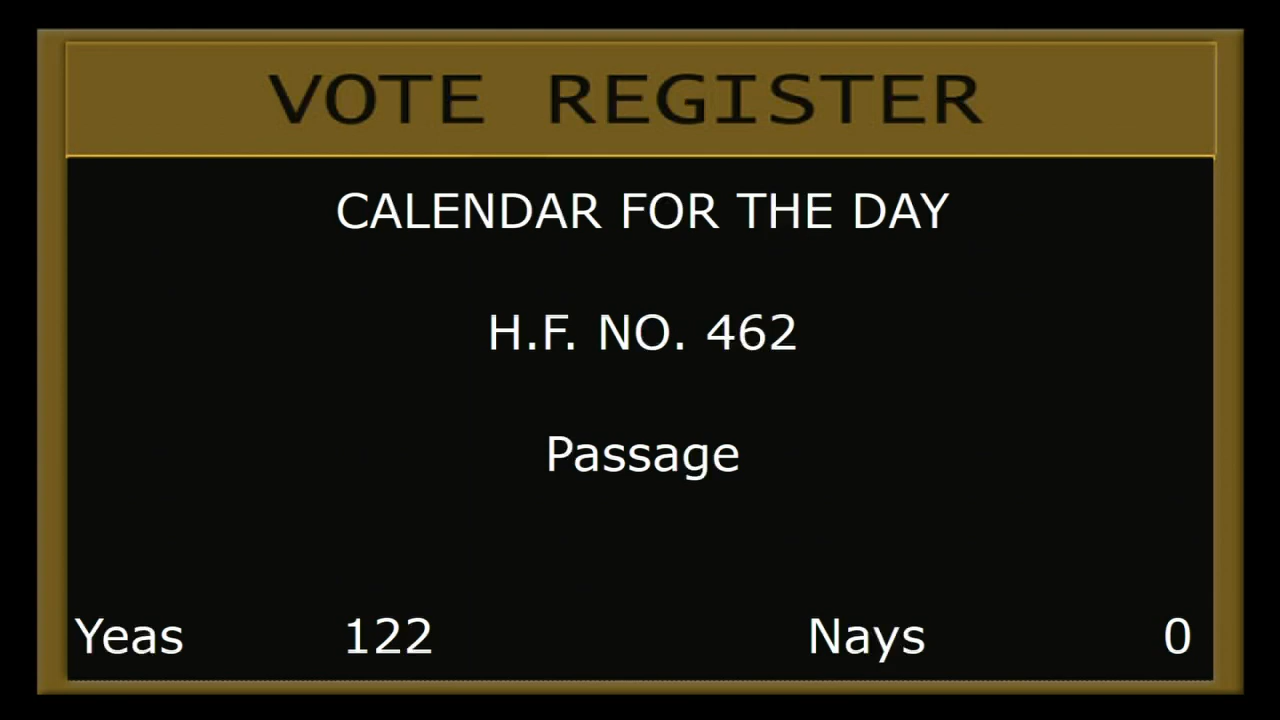 VOTE REGISTER
CALENDAR FOR THE DAY
H.F. NO. 462
Passage
Yeas 122 Nays 0